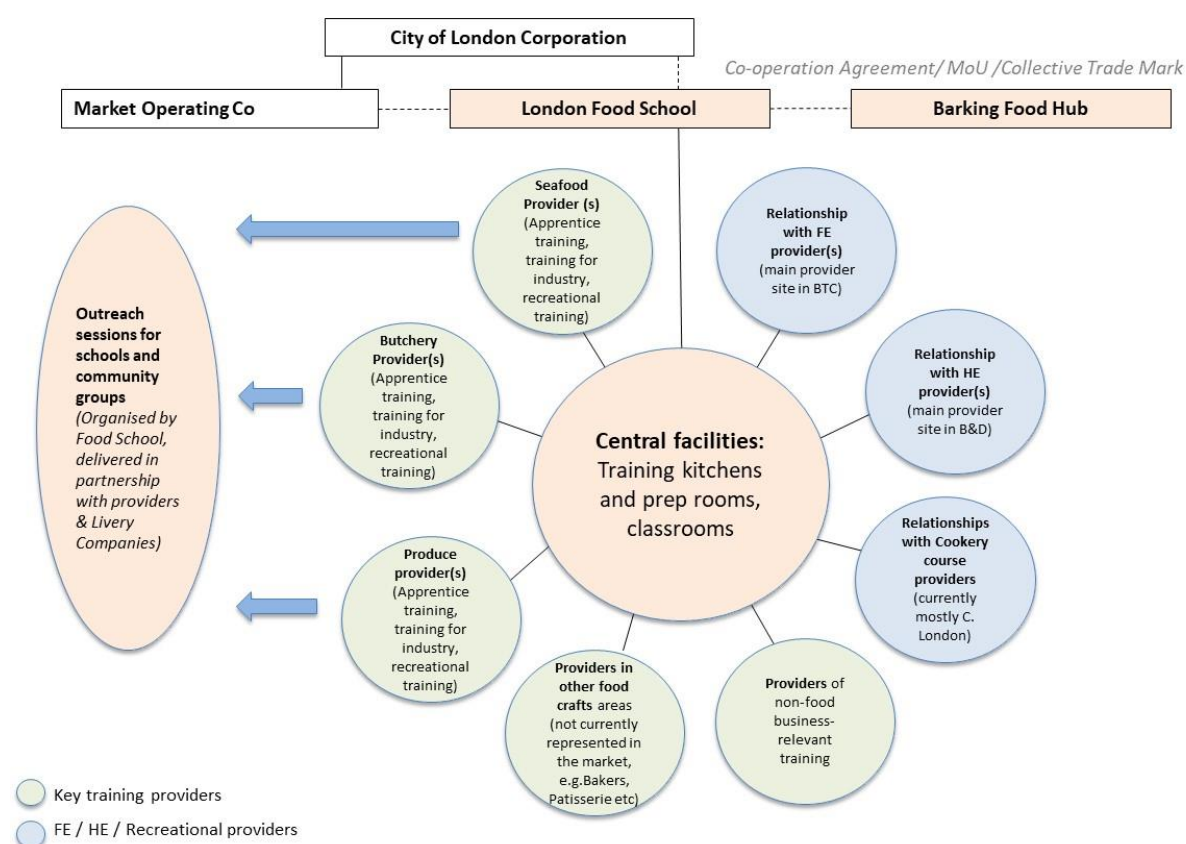 City of London Corporation
Co-operation Agreement/ MoU /Collective Trade Mark
Market Operating Co
London Food School
Barking Food Hub
Seafood
Provider (s)
(Apprentice
training,
training for
industry,
recreational
training)
Relationship
with FE
provider(s)
(main provider
site in BTC)
Outreach
sessions for
schools and
community
groups
(Organised by
Food School,
delivered in
partnership
with providers
& Livery
Companies)
Butchery
Provider(s)
(Apprentice
training,
training for
industry,
recreational
training)
Relationship
with HE
provider(s)
(main provider
site in B&D)
Central facilities:
Training kitchens
and prep rooms,
classrooms
Relationships
with Cookery
course
providers
(currently
mostly C.
London)
Produce
provider(s)
(Apprentice
training,
training for
industry,
recreational
training)
Providers in
other food
crafts areas
(not currently
represented in
the market,
e.g.Bakers,
Patisserie etc)
Providers of
non-food
business-
relevant
training
Key training providers
FE / HE / Recreational providers